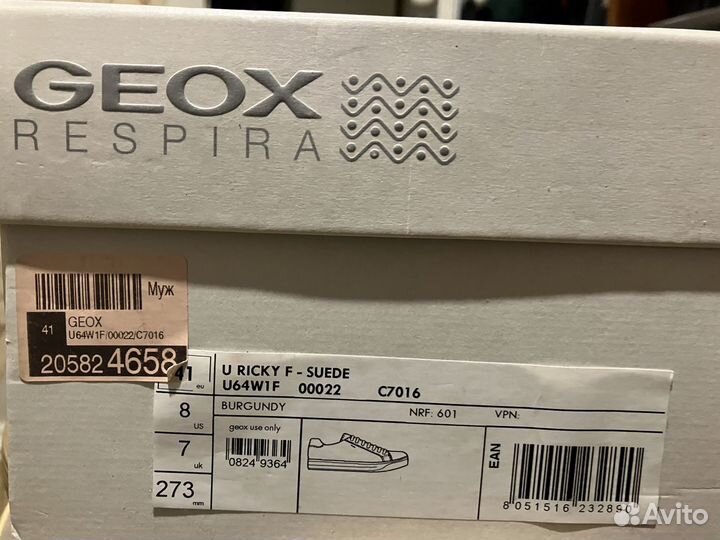 GEOX
RESPIRA
Муж
41
GEOX
U64W1F/00022/C7016
20582 4658
41 eu
U RICKY F - SUEDE
U64W1F 00022 C7016
8 US
BURGUNDY NRF: 601 VPN:
7 uk
geox use only
0824 9364
EAN
273 mm
8 051516 23289
Avito